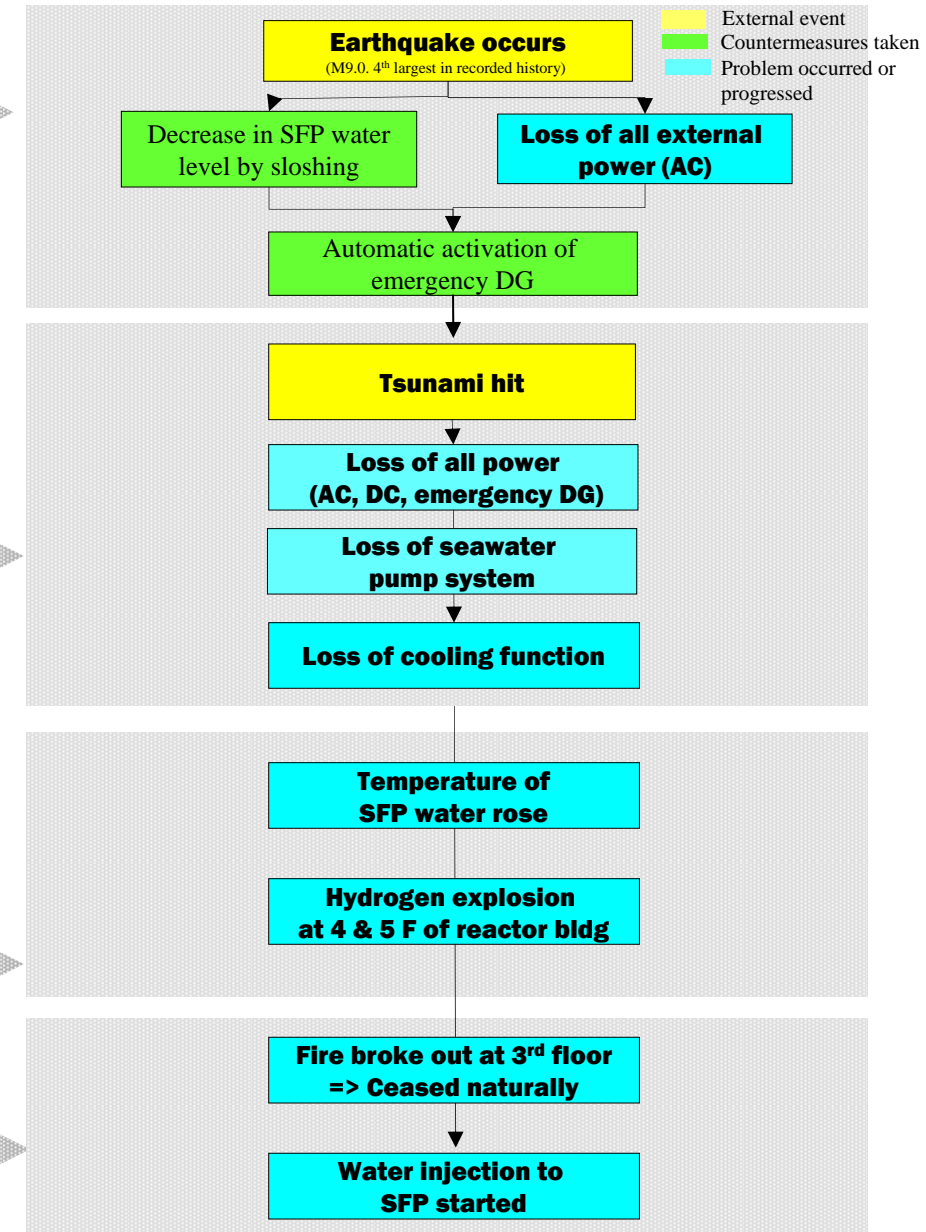 External event
Countermeasures taken
Problem occurred or
progressed
Earthquake occurs
(M9.0. 4th largest in recorded history)
Decrease in SFP water
level by sloshing
Loss of all external
power (AC)
Automatic activation of
emergency DG
Tsunami hit
Loss of all power
(AC, DC, emergency DG)
Loss of seawater
pump system
Loss of cooling function
Temperature of
SFP water rose
Hydrogen explosion
at 4 & 5 F of reactor bldg
Fire broke out at 3rd floor
=> Ceased naturally
Water injection to
SFP started